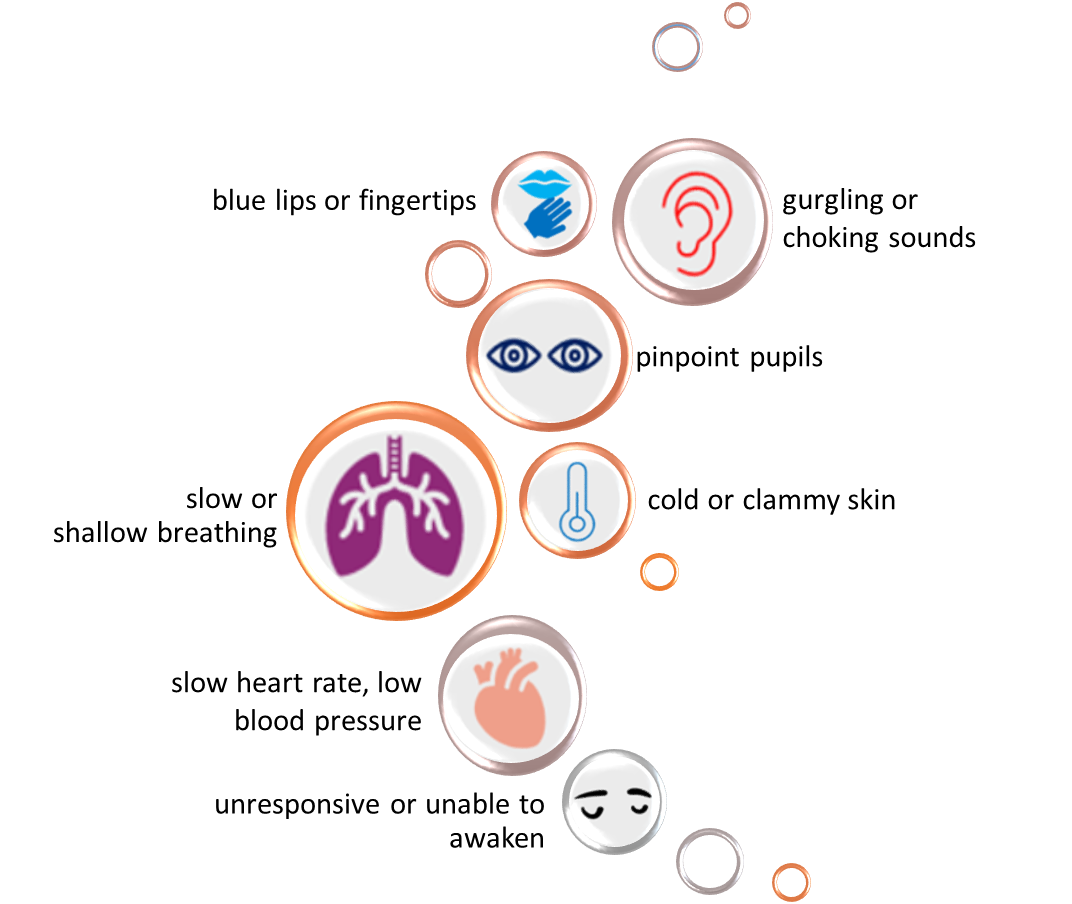 blue lips or fingertips
gurgling or
choking sounds
pinpoint pupils
slow or
shallow breathing
cold or clammy skin
slow heart rate, low
blood pressure
unresponsive or unable to
awaken